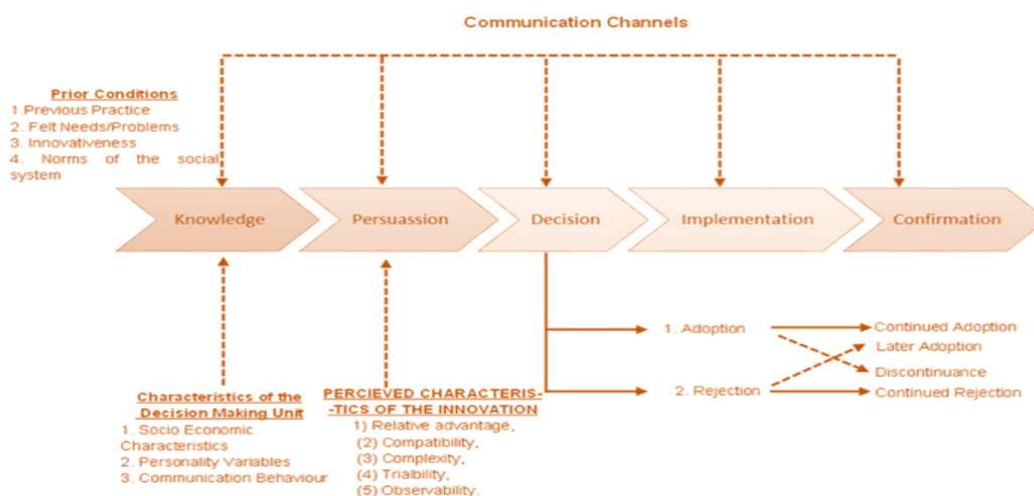 Communication Channels
Prior Conditions
1.Previous Practice
2. Felt Needs/Problems
3. Innovativeness
4. Norms of the social
system
Knowledge
Persuassion
Decision
Implementation
Confirmation
1. Adoption
Continued Adoption
Later Adoption
Discontinuance
2. Rejection
Continued Rejection
Characteristics of the
Decision Making Unit
1. Socio Economic
Characteristics
2. Personality Variables
3. Communication Behaviour
PERCIEVED CHARACTERIS-
-TICS OF THE INNOVATION
1) Relative advantage,
(2) Compatibility,
(3) Complexity,
(4) Trialbility,
(5) Observability.